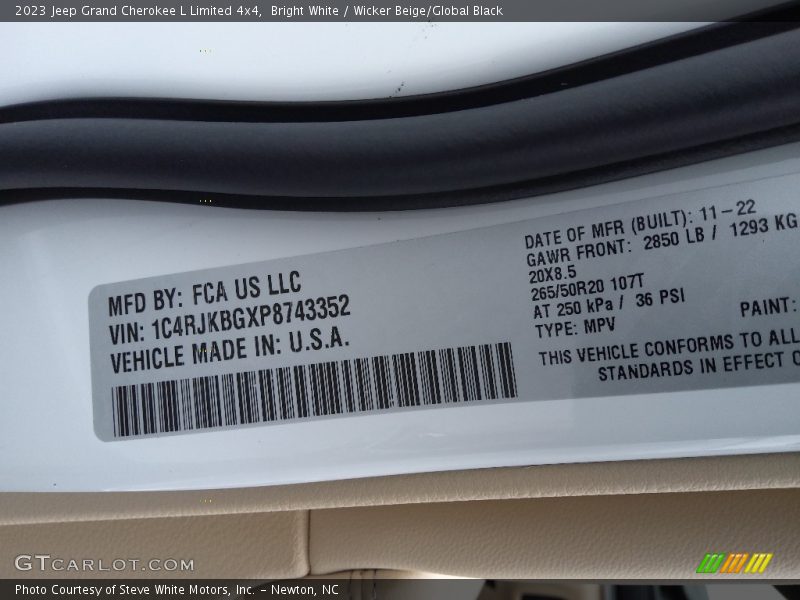 2023 Jeep Grand Cherokee L Limited 4x4, Bright White / Wicker Beige/Global Black
MFD BY: FCA US LLC
VIN: 1C4RJKBGXP8743352
VEHICLE MADE IN: U.S.A.
DATE OF MFR (BUILT): 11-22
GAWR FRONT: 2850 LB / 1293 KG
20X8.5
265/50R20 107T
AT 250 kPa / 36 PSI
TYPE: MPV
PAINT:
THIS VEHICLE CONFORMS TO ALL
STANDARDS IN EFFECT
GTCARLOT.COM
Photo Courtesy of Steve White Motors, Inc. - Newton, NC